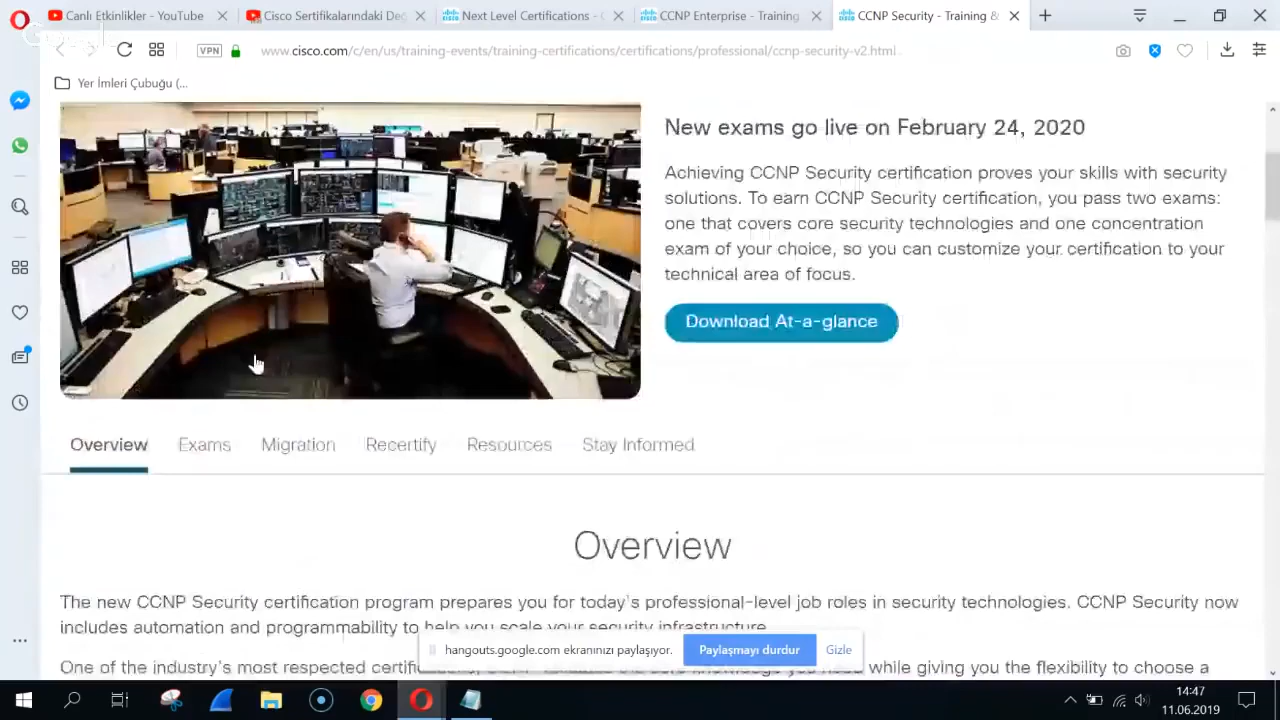 Canlı Etkinlikler - YouTube
Cisco Sertifikalarındaki De
Next Level Certifications -
CCNP Enterprise - Training
CCNP Security - Training &
VPN
www.cisco.com/c/en/us/training-events/training-certifications/certifications/professional/ccnp-security-v2.html
Yer İmleri Çubuğu (...
New exams go live on February 24, 2020
Achieving CCNP Security certification proves your skills with security
solutions. To earn CCNP Security certification, you pass two exams:
one that covers core security technologies and one concentration
exam of your choice, so you can customize your certification to your
technical area of focus.
Download At-a-glance
Overview Exams Migration Recertify Resources Stay Informed
Overview
The new CCNP Security certification program prepares you for today's professional-level job roles in security technologies. CCNP Security now
includes automation and programmability to help you scale your security infrastructure.
hangouts.google.com ekranınızı paylaşıyor.
Paylaşmayı durdur
Gizle
One of the industry's most respected while giving you the flexibility to choose a
14:47
11.06.2019